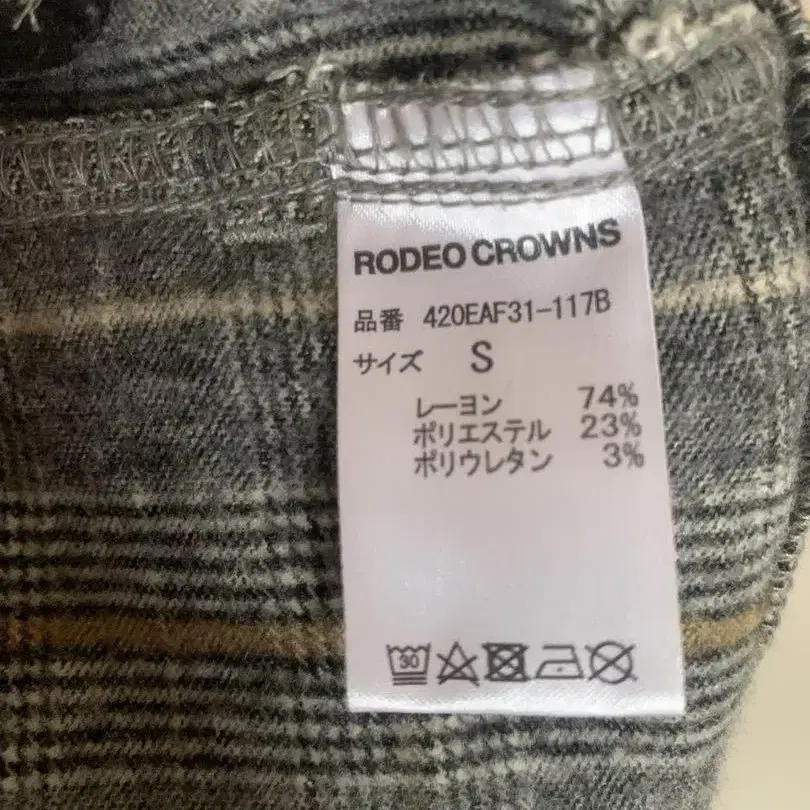 RODEO CROWNS
品番 420EAF31-117B
サイズ S
レーヨン 74%
ポリエステル 23%
ポリウレタン 3%
30